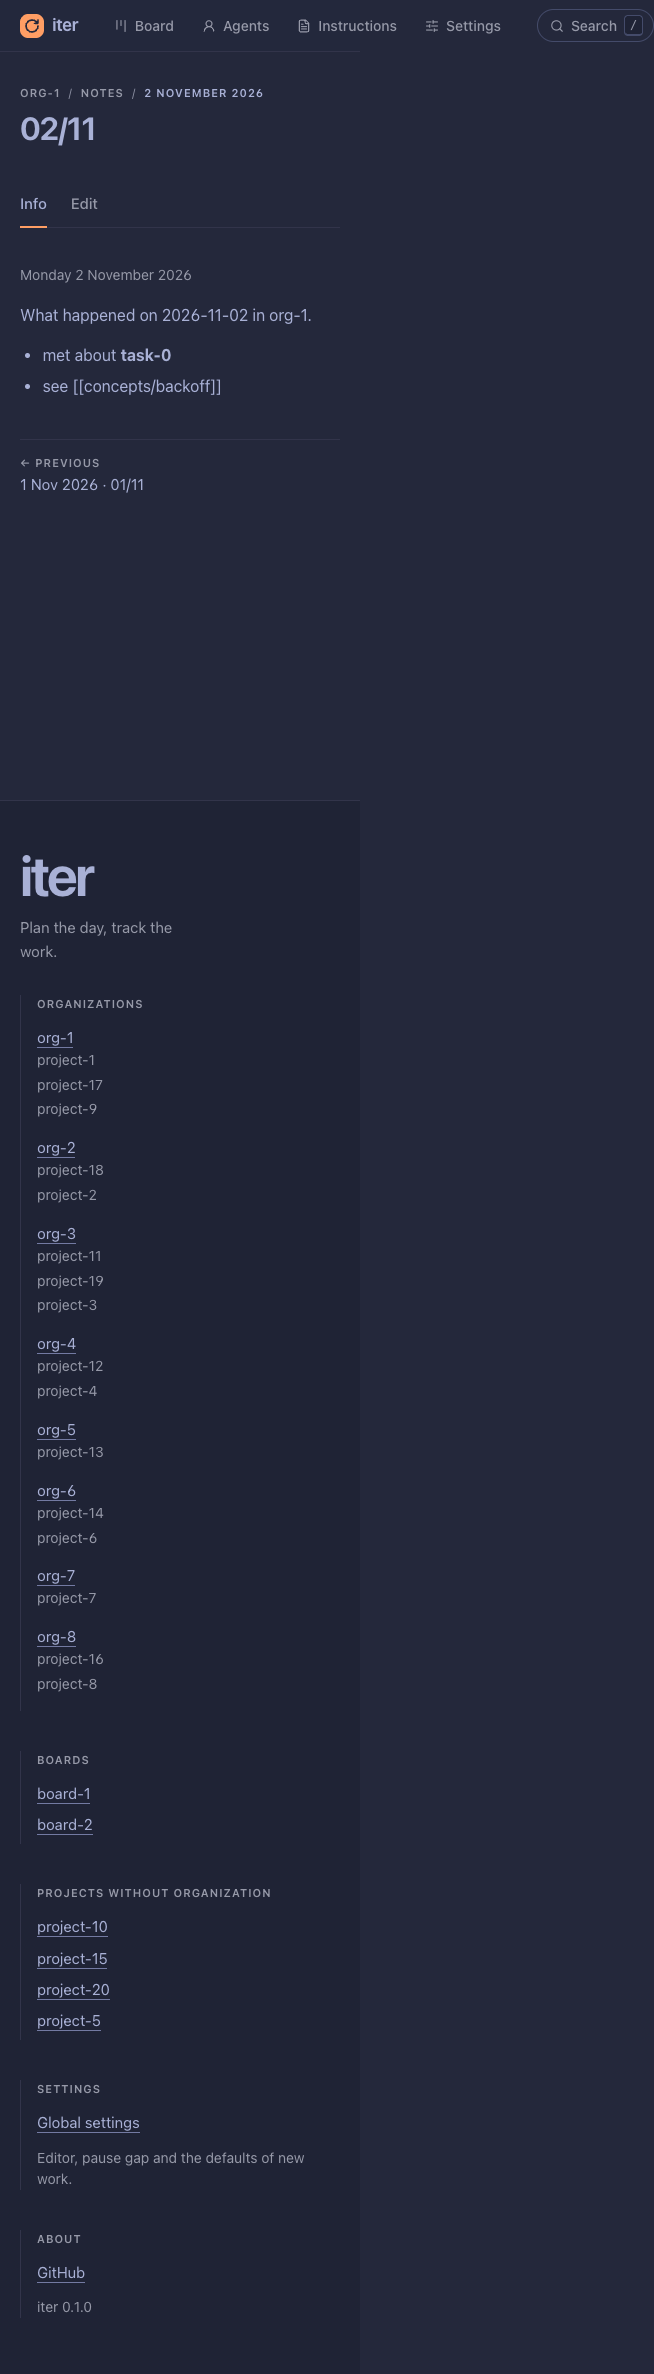 iter Board Agents Instructions Settings Search /
ORG-1 / NOTES / 2 NOVEMBER 2026
02/11
Info Edit
Monday 2 November 2026
What happened on 2026-11-02 in org-1.
• met about task-0
• see [[concepts/backoff]]
← PREVIOUS
1 Nov 2026 · 01/11
iter
Plan the day, track the
work.
ORGANIZATIONS
org-1
project-1
project-17
project-9
org-2
project-18
project-2
org-3
project-11
project-19
project-3
org-4
project-12
project-4
org-5
project-13
org-6
project-14
project-6
org-7
project-7
org-8
project-16
project-8
BOARDS
board-1
board-2
PROJECTS WITHOUT ORGANIZATION
project-10
project-15
project-20
project-5
SETTINGS
Global settings
Editor, pause gap and the defaults of new
work.
ABOUT
GitHub
iter 0.1.0